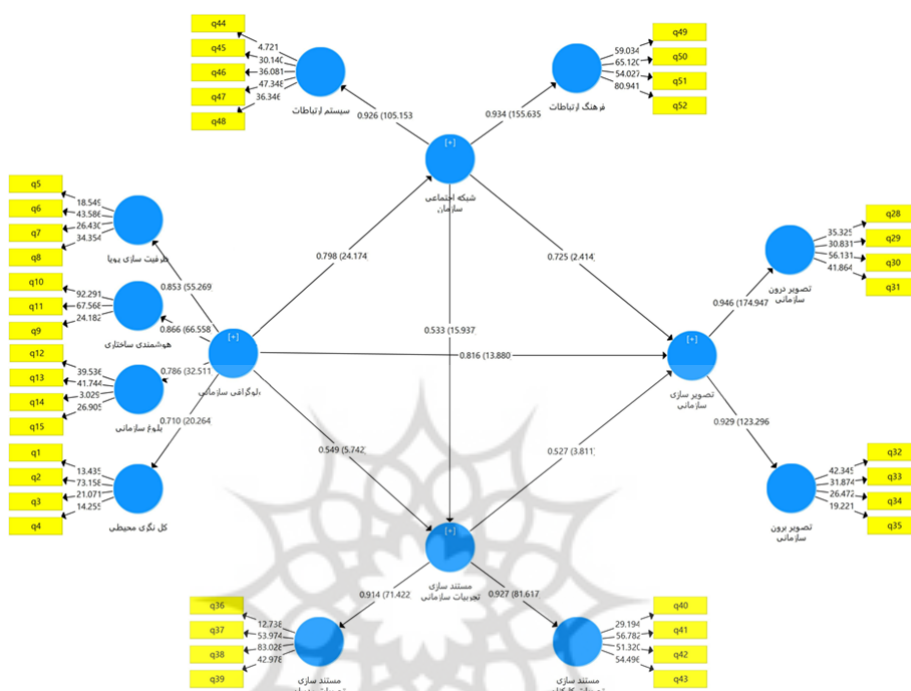 q44
q45
q46
q47
q48
4.721
30.140
36.081
47.348
36.346
سیستم ارتباطات
0.926 (105.153
q49
q50
q51
q52
59.034
65.120
54.027
80.941
فرهنگ ارتباطات
0.934 (155.635
[+]
شبکه اجتماعی
سازمان
q5
q6
q7
q8
18.549
43.586
26.430
34.354
ظرفیت سازی پویا
0.853 (55.269
q10
q11
q9
92.291
67.568
24.182
هوشمندی ساختاری
0.866 (66.558
q12
q13
q14
q15
39.536
41.744
3.029
26.905
بلوغ سازمانی
0.786 (32.511
q1
q2
q3
q4
13.435
73.158
21.071
14.255
کل نگری محیطی
0.710 (20.264
[+]
سازمانی
0.798 (24.174
0.725 (2.414
0.533 (15.937
0.816 (13.880
0.549 (5.742
0.527 (3.811
[+]
تصویر سازی
سازمانی
q28
q29
q30
q31
35.325
30.831
56.131
41.864
تصویر درون
سازمانی
0.946 (174.947
q32
q33
q34
q35
42.345
31.874
26.472
19.221
تصویر برون
سازمانی
0.929 (123.296
[+]
مستند سازی
تجربیات سازمانی
0.914 (71.422
0.927 (81.617
q36
q37
q38
q39
12.738
53.974
83.028
42.978
مستند سازی
q40
q41
q42
q43
29.194
56.782
51.320
54.496
مستند سازی